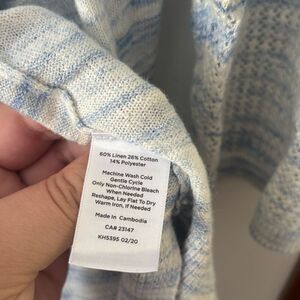 60% Linen 26% Cotton
14% Polyester
Machine Wash Cold
Gentle Cycle
Only Non-Chlorine Bleach
When Needed
Reshape, Lay Flat To Dry
Warm Iron, If Needed
Made In Cambodia
CA# 23147
KH5395 02/20